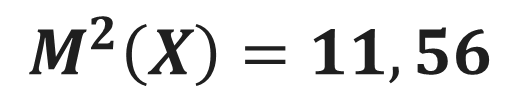 M²(X) = 11, 56